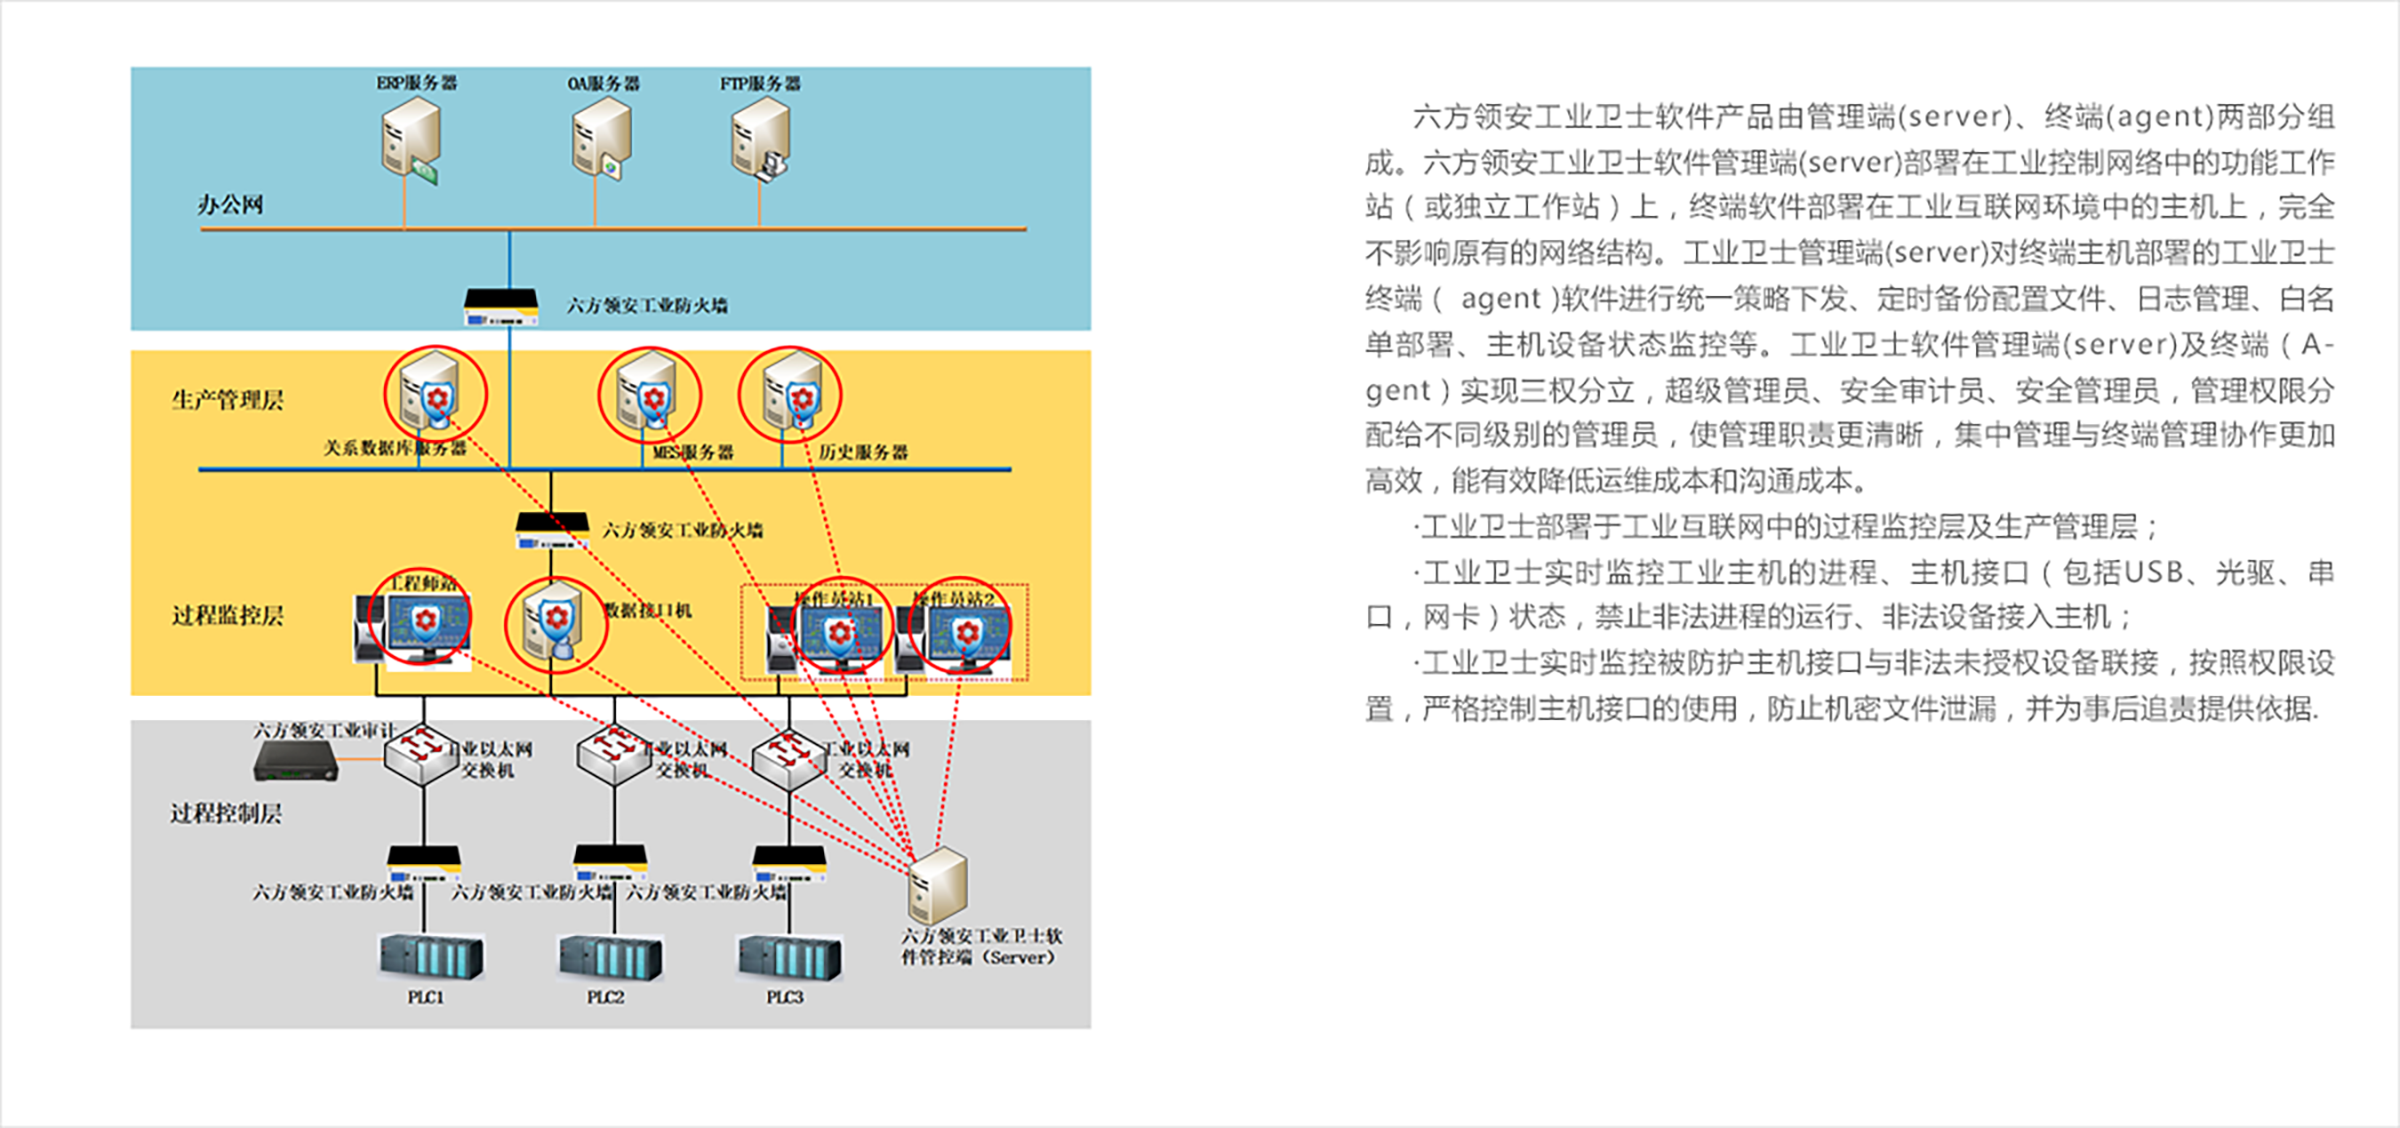 ERP服务器
OA服务器
FTP服务器
办公网
六方领安工业防火墙
生产管理层
关系数据库服务器
MES服务器
历史服务器
六方领安工业防火墙
工程师站
数据接口机
操作员站1
操作员站2
过程监控层
六方领安工业审计
工业以太网
交换机
工业以太网
交换机
工业以太网
交换机
过程控制层
六方领安工业防火墙
六方领安工业防火墙
六方领安工业防火墙
六方领安工业卫士软
件管控端（Server）
PLC1
PLC2
PLC3
六方领安工业卫士软件产品由管理端(server)、终端(agent)两部分组
成。六方领安工业卫士软件管理端(server)部署在工业控制网络中的功能工作
站（或独立工作站）上，终端软件部署在工业互联网环境中的主机上，完全
不影响原有的网络结构。工业卫士管理端(server)对终端主机部署的工业卫士
终端（ agent )软件进行统一策略下发、定时备份配置文件、日志管理、白名
单部署、主机设备状态监控等。工业卫士软件管理端(server)及终端（A-
gent）实现三权分立，超级管理员、安全审计员、安全管理员，管理权限分
配给不同级别的管理员，使管理职责更清晰，集中管理与终端管理协作更加
高效，能有效降低运维成本和沟通成本。
·工业卫士部署于工业互联网中的过程监控层及生产管理层；
·工业卫士实时监控工业主机的进程、主机接口（包括USB、光驱、串
口，网卡）状态，禁止非法进程的运行、非法设备接入主机；
·工业卫士实时监控被防护主机接口与非法未授权设备联接，按照权限设
置，严格控制主机接口的使用，防止机密文件泄漏，并为事后追责提供依据.